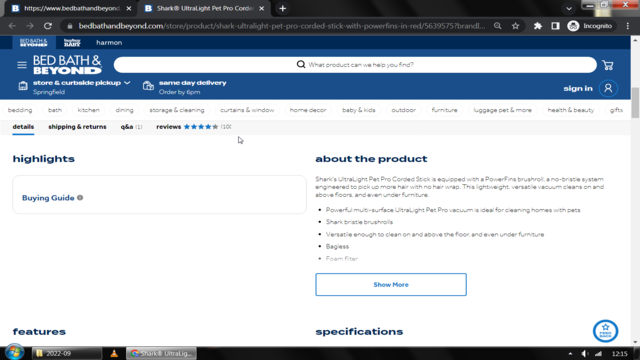 https://www.bedbathandbeyond.
Shark® UltraLight Pet Pro Corde
bedbathandbeyond.com/store/product/shark-ultralight-pet-pro-corded-stick-with-powerfins-in-red/5639575?brandI...
Incognito
BED BATH & BEYOND
buybuy BABY
harmon
BED BATH & BEYOND
What product can we help you find?
store & curbside pickup
Springfield
same day delivery
Order by 6pm
sign in
bedding bath kitchen dining storage & cleaning curtains & window home decor baby & kids outdoor furniture luggage pet & more health & beauty gifts
details shipping & returns q&a (1) reviews (10)
highlights
Buying Guide
about the product
Shark's UltraLight Pet Pro Corded Stick is equipped with a PowerFins brushroll, a no-bristle system
engineered to pick up more hair with no hair wrap. This lightweight, versatile vacuum cleans on and
above floors, and even under furniture.
• Powerful multi-surface UltraLight Pet Pro vacuum is ideal for cleaning homes with pets
• Shark bristle brushrolls
• Versatile enough to clean on and above the floor, and even under furniture
• Bagless
• Foam filter
Show More
features
specifications
FEED BACK
2022-09
Shark® UltraLig...
12:15